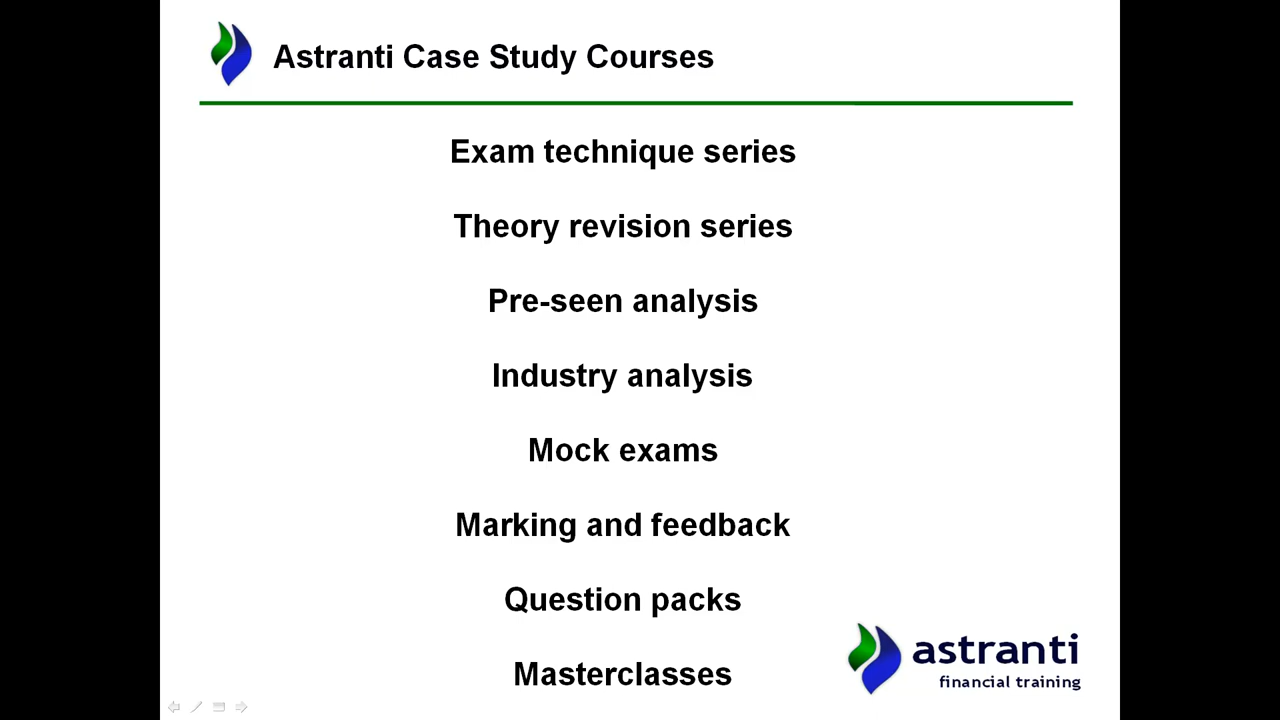 Astranti Case Study Courses
Exam technique series
Theory revision series
Pre-seen analysis
Industry analysis
Mock exams
Marking and feedback
Question packs
Masterclasses
astranti
financial training